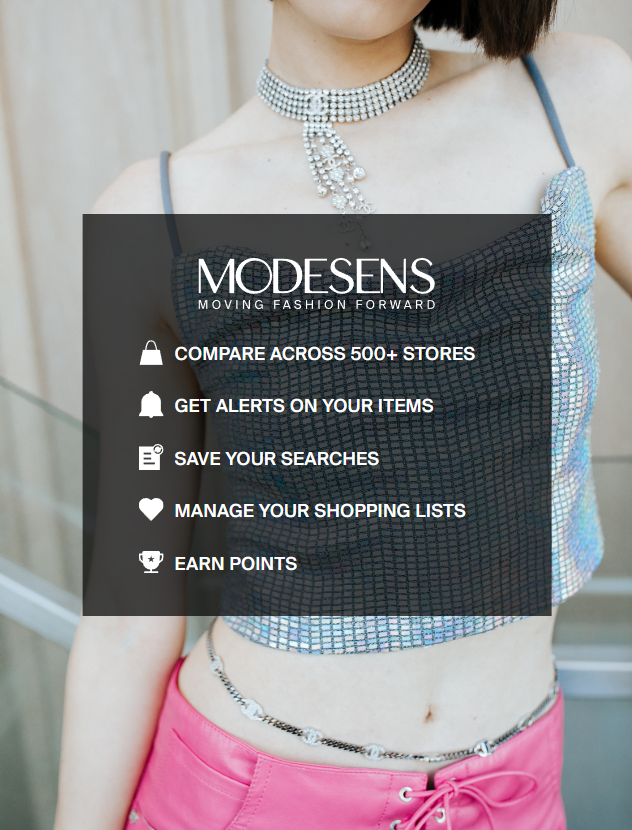 MODESENS
MOVING FASHION FORWARD
COMPARE ACROSS 500+ STORES
GET ALERTS ON YOUR ITEMS
SAVE YOUR SEARCHES
MANAGE YOUR SHOPPING LISTS
EARN POINTS